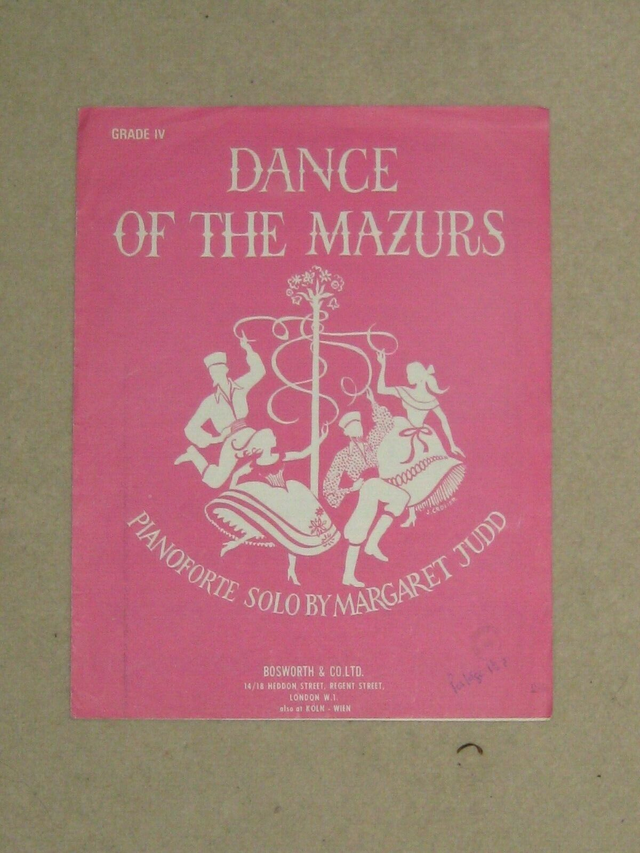 GRADE IV
DANCE
OF THE MAZURS
PIANOFORTE SOLO BY MARGARET JUDD
BOSWORTH & CO.LTD.
14/18 HEDDON STREET, REGENT STREET,
LONDON W.1.
also at KÖLN - WIEN